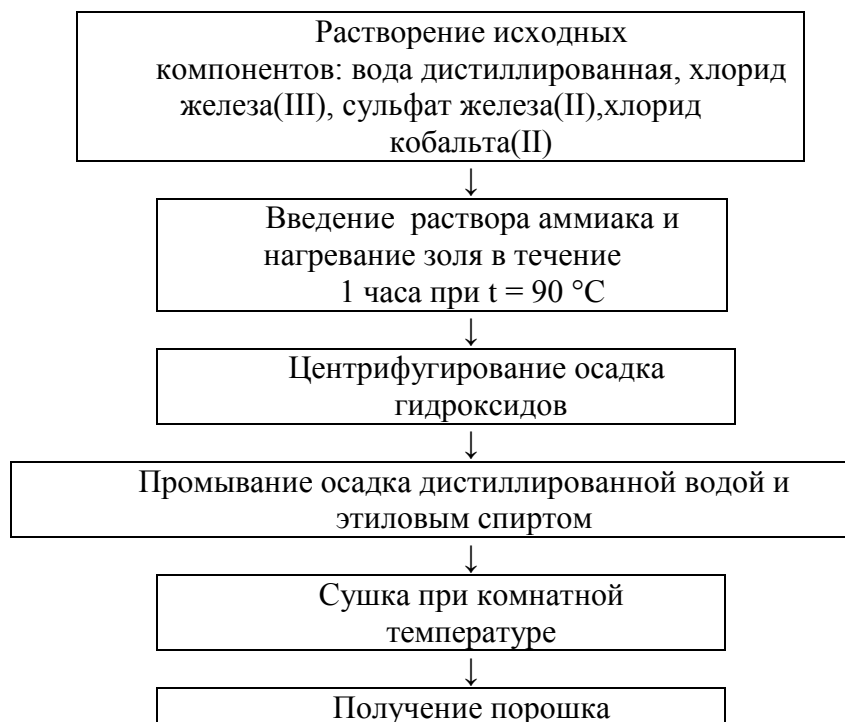 Растворение исходных
компонентов: вода дистиллированная, хлорид
железа(III), сульфат железа(II),хлорид
кобальта(II)
↓
Введение раствора аммиака и
нагревание золя в течение
1 часа при t = 90 °C
↓
Центрифугирование осадка
гидроксидов
↓
Промывание осадка дистиллированной водой и
этиловым спиртом
↓
Сушка при комнатной
температуре
↓
Получение порошка